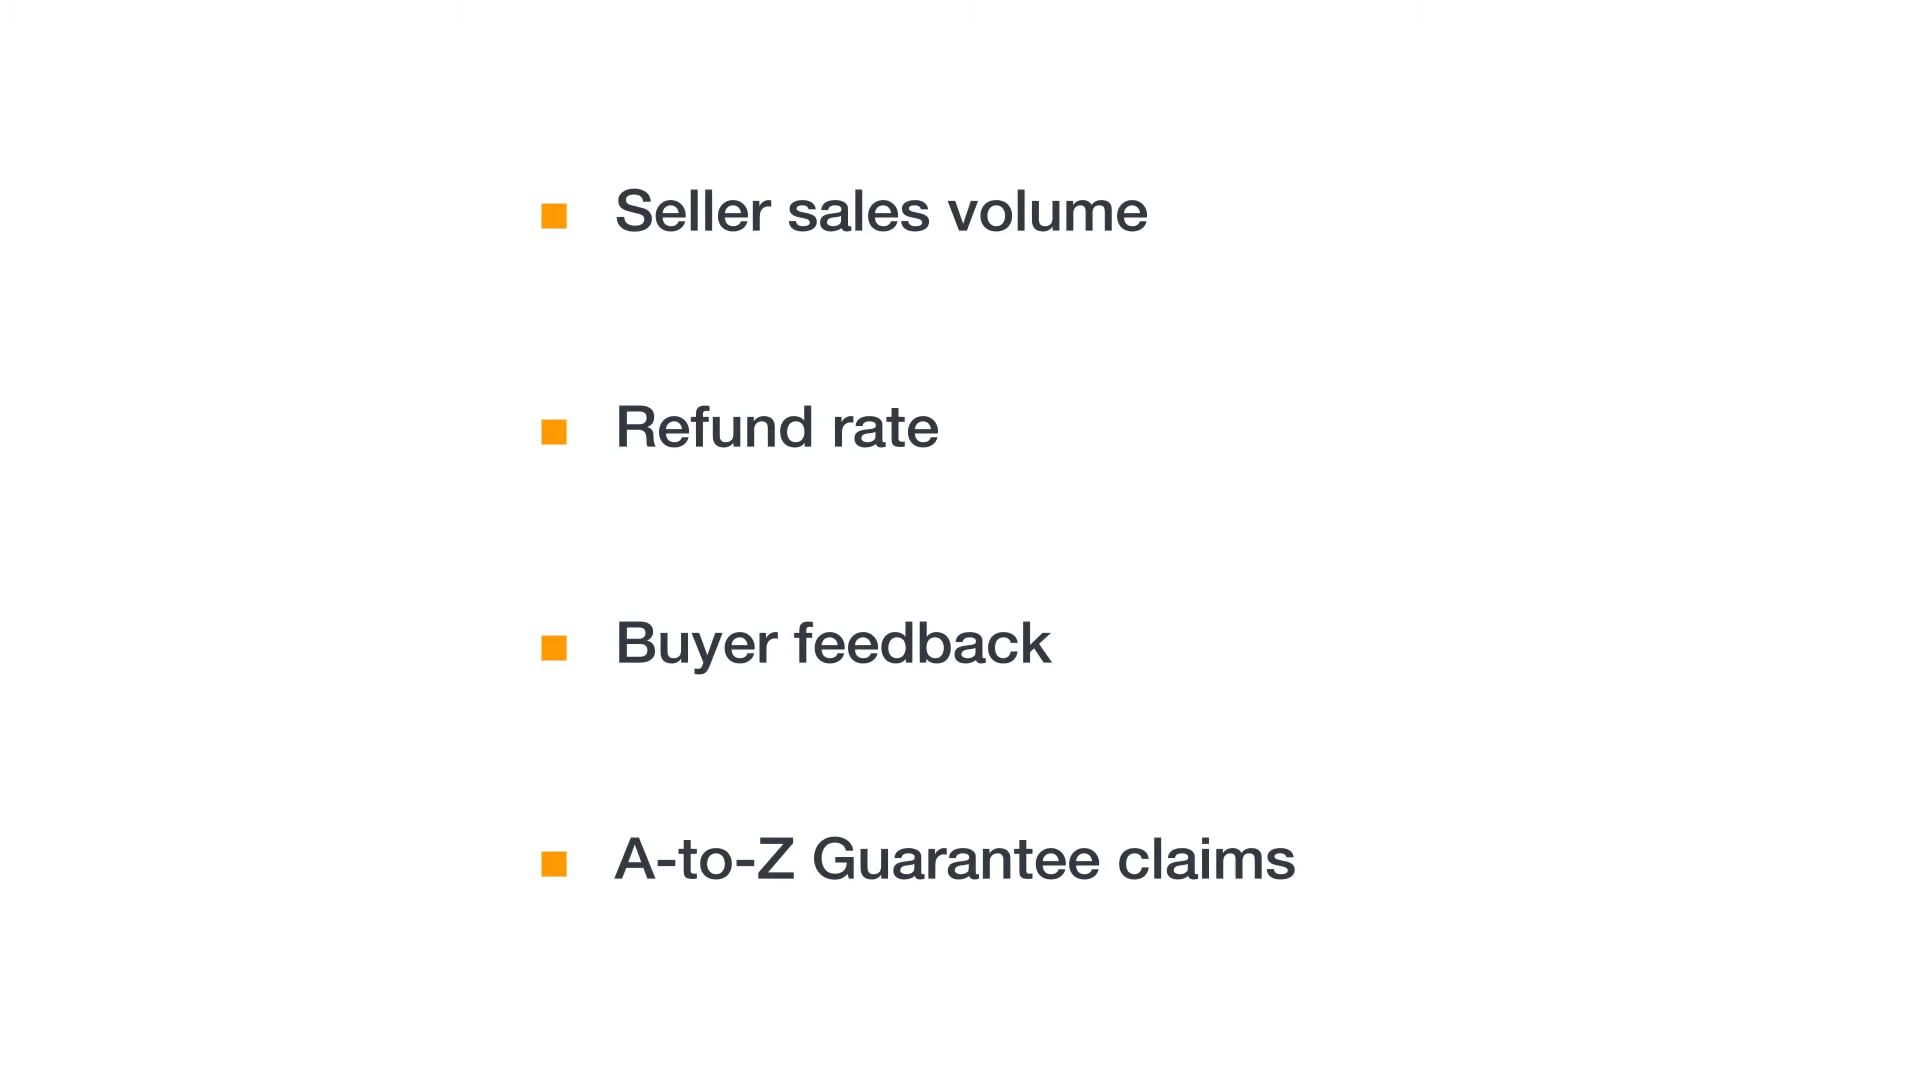 Seller sales volume
Refund rate
Buyer feedback
A-to-Z Guarantee claims